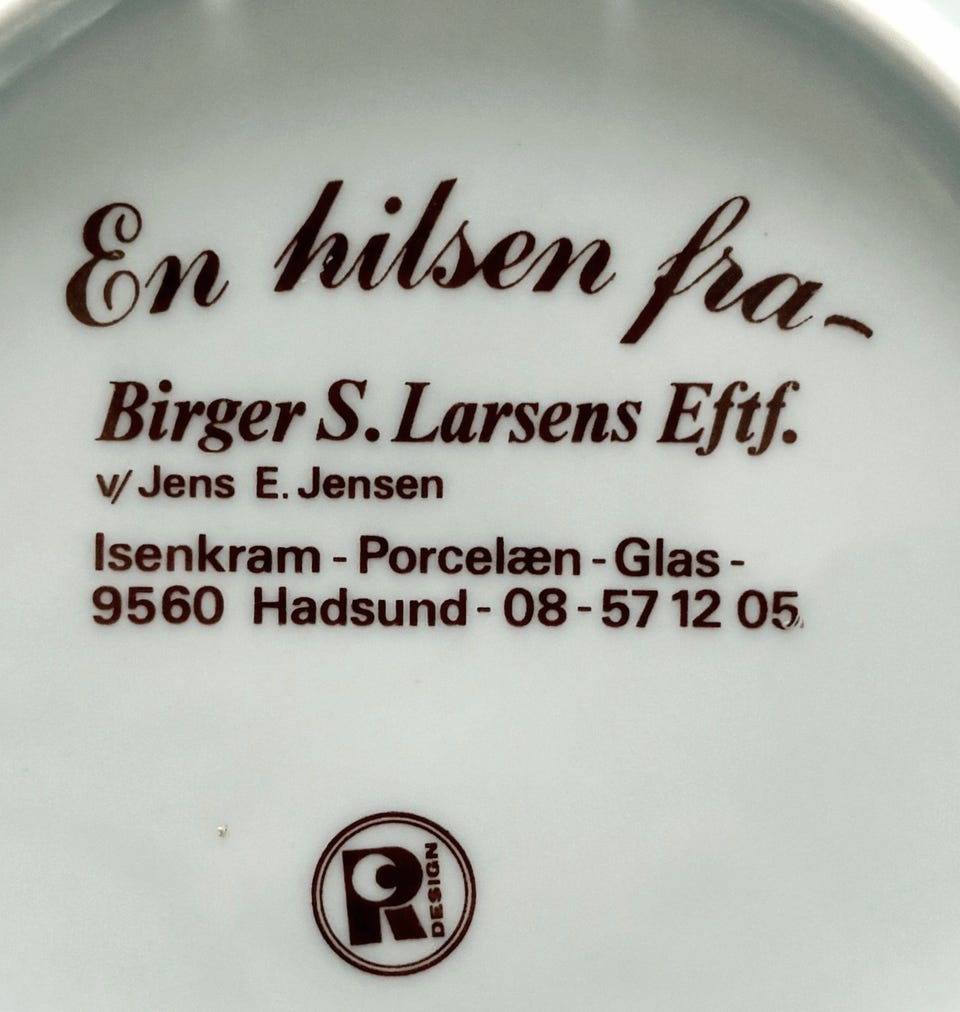 En hilsen fra-
Birger S. Larsens Eftf.
v/ Jens E. Jensen
Isenkram - Porcelæn - Glas -
9560 Hadsund - 08 - 57 12 05
R
DESIGN